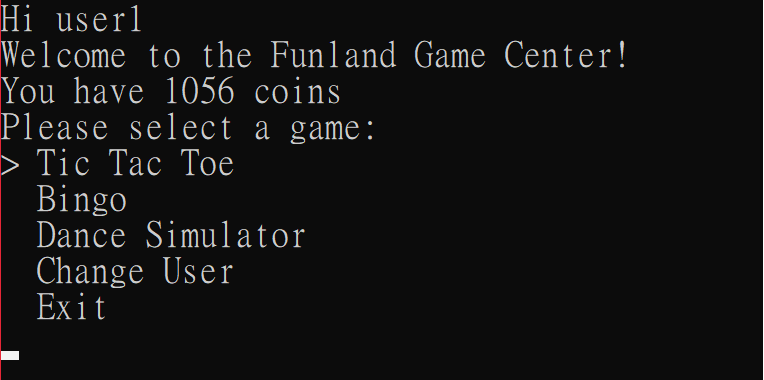 Hi user1
Welcome to the Funland Game Center!
You have 1056 coins
Please select a game:
> Tic Tac Toe
  Bingo
  Dance Simulator
  Change User
  Exit